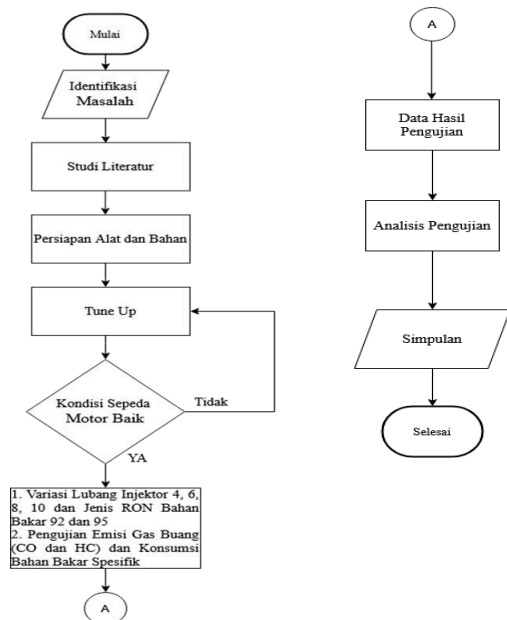 Mulai
Identifikasi
Masalah
Studi Literatur
Persiapan Alat dan Bahan
Tune Up
Kondisi Sepeda
Motor Baik
Tidak
YA
1. Variasi Lubang Injektor 4, 6,
8, 10 dan Jenis RON Bahan
Bakar 92 dan 95
2. Pengujian Emisi Gas Buang
(CO dan HC) dan Konsumsi
Bahan Bakar Spesifik
A
A
Data Hasil
Pengujian
Analisis Pengujian
Simpulan
Selesai